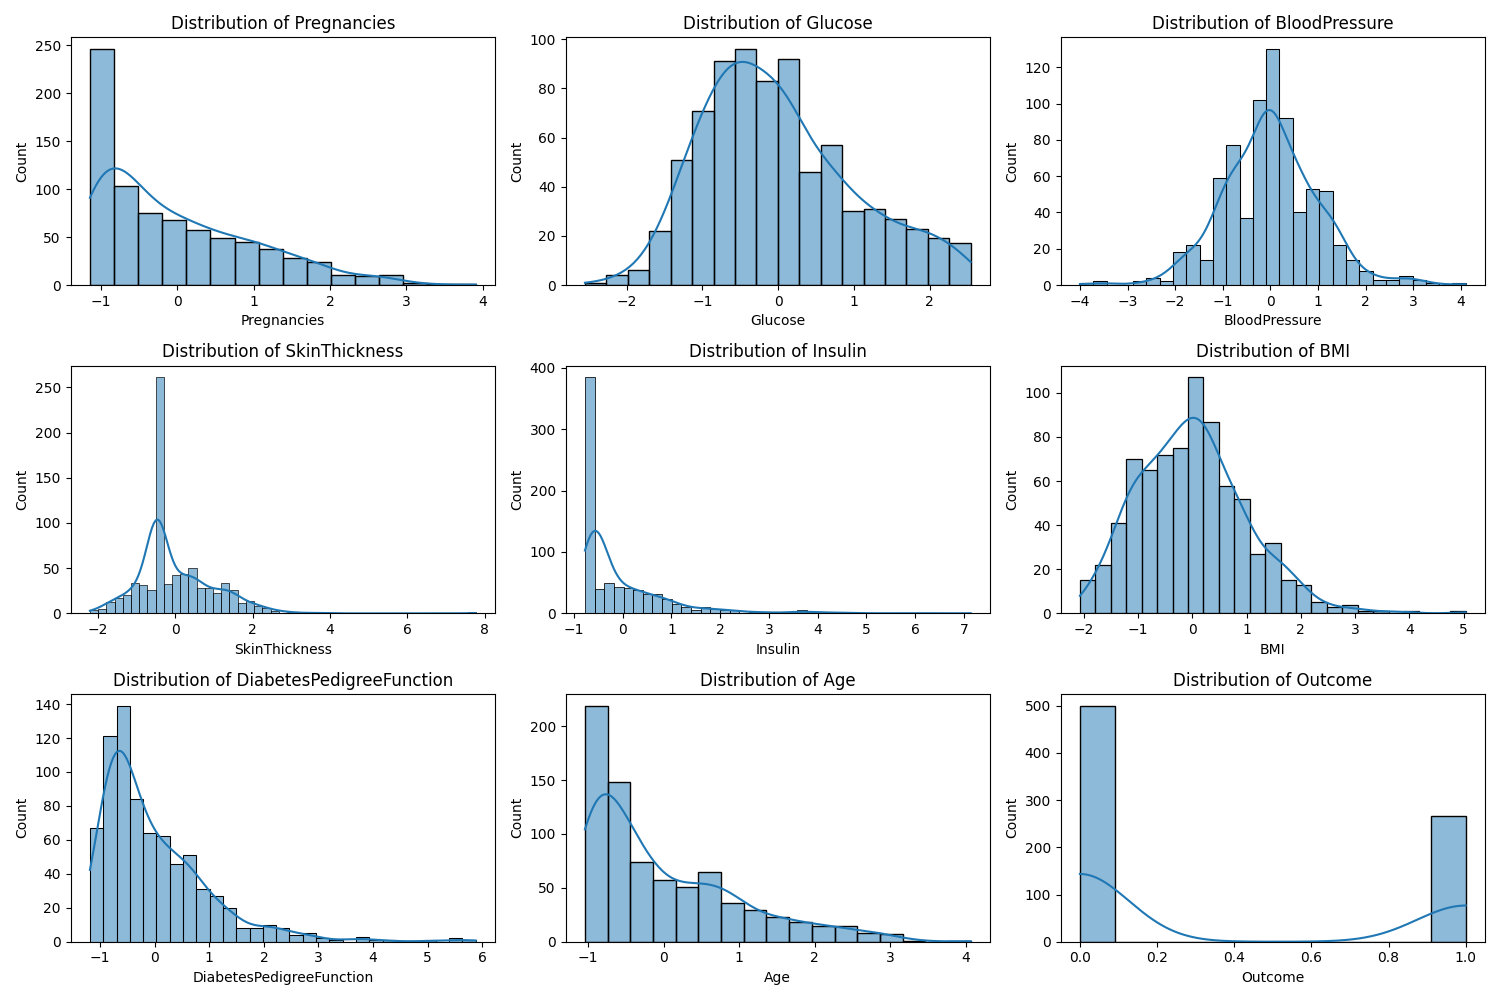 Distribution of Pregnancies
Count
250
200
150
100
50
0
−1 0 1 2 3 4
Pregnancies
Distribution of Glucose
Count
100
80
60
40
20
0
−2 −1 0 1 2
Glucose
Distribution of BloodPressure
Count
120
100
80
60
40
20
0
−4 −3 −2 −1 0 1 2 3 4
BloodPressure
Distribution of SkinThickness
Count
250
200
150
100
50
0
−2 0 2 4 6 8
SkinThickness
Distribution of Insulin
Count
400
300
200
100
0
−1 0 1 2 3 4 5 6 7
Insulin
Distribution of BMI
Count
100
80
60
40
20
0
−2 −1 0 1 2 3 4 5
BMI
Distribution of DiabetesPedigreeFunction
Count
140
120
100
80
60
40
20
0
−1 0 1 2 3 4 5 6
DiabetesPedigreeFunction
Distribution of Age
Count
200
150
100
50
0
−1 0 1 2 3 4
Age
Distribution of Outcome
Count
500
400
300
200
100
0
0.0 0.2 0.4 0.6 0.8 1.0
Outcome